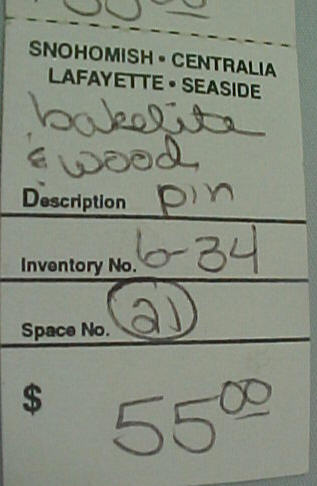 SNOHOMISH • CENTRALIA
LAFAYETTE • SEASIDE
bakelite
& wood
Description pin
Inventory No. 6-34
Space No. 21
$ 55 00